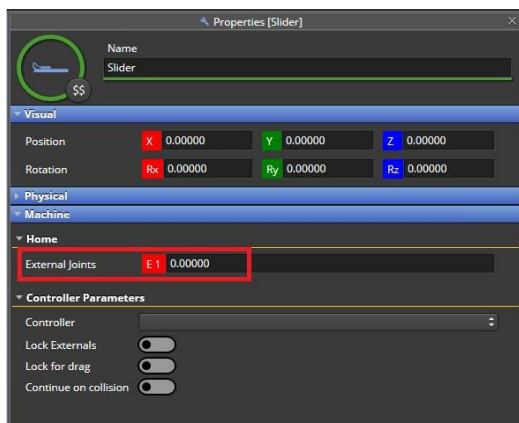 Properties [Slider]
Name
Slider
$$
Visual
Position X 0.00000 Y 0.00000 Z 0.00000
Rotation Rx 0.00000 Ry 0.00000 Rz 0.00000
Physical
Machine
Home
External Joints E 1 0.00000
Controller Parameters
Controller
Lock Externals
Lock for drag
Continue on collision